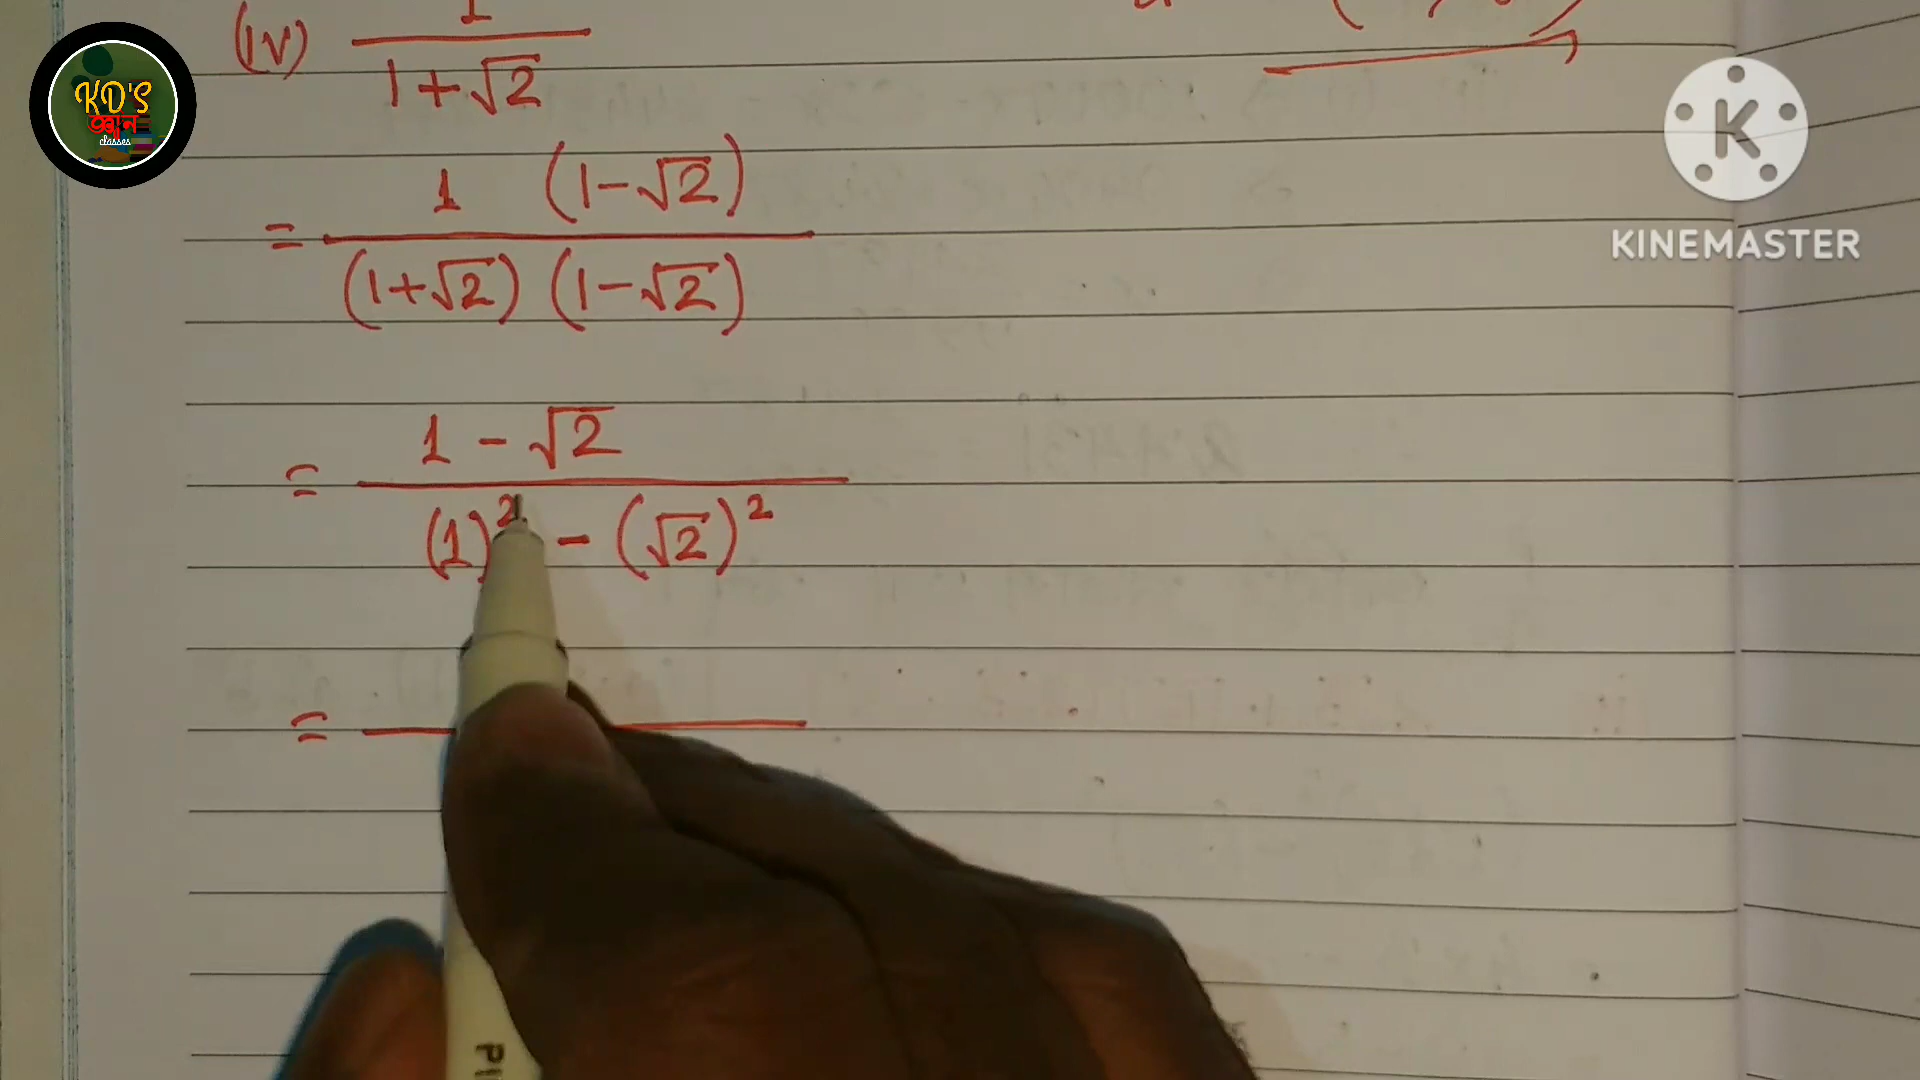 (iv) 1 / 1+√2
= 1 (1-√2) / (1+√2) (1-√2)
= 1 - √2 / (1)² - (√2)²
=
KD'S
জ্ঞান
classes
K
KINEMASTER